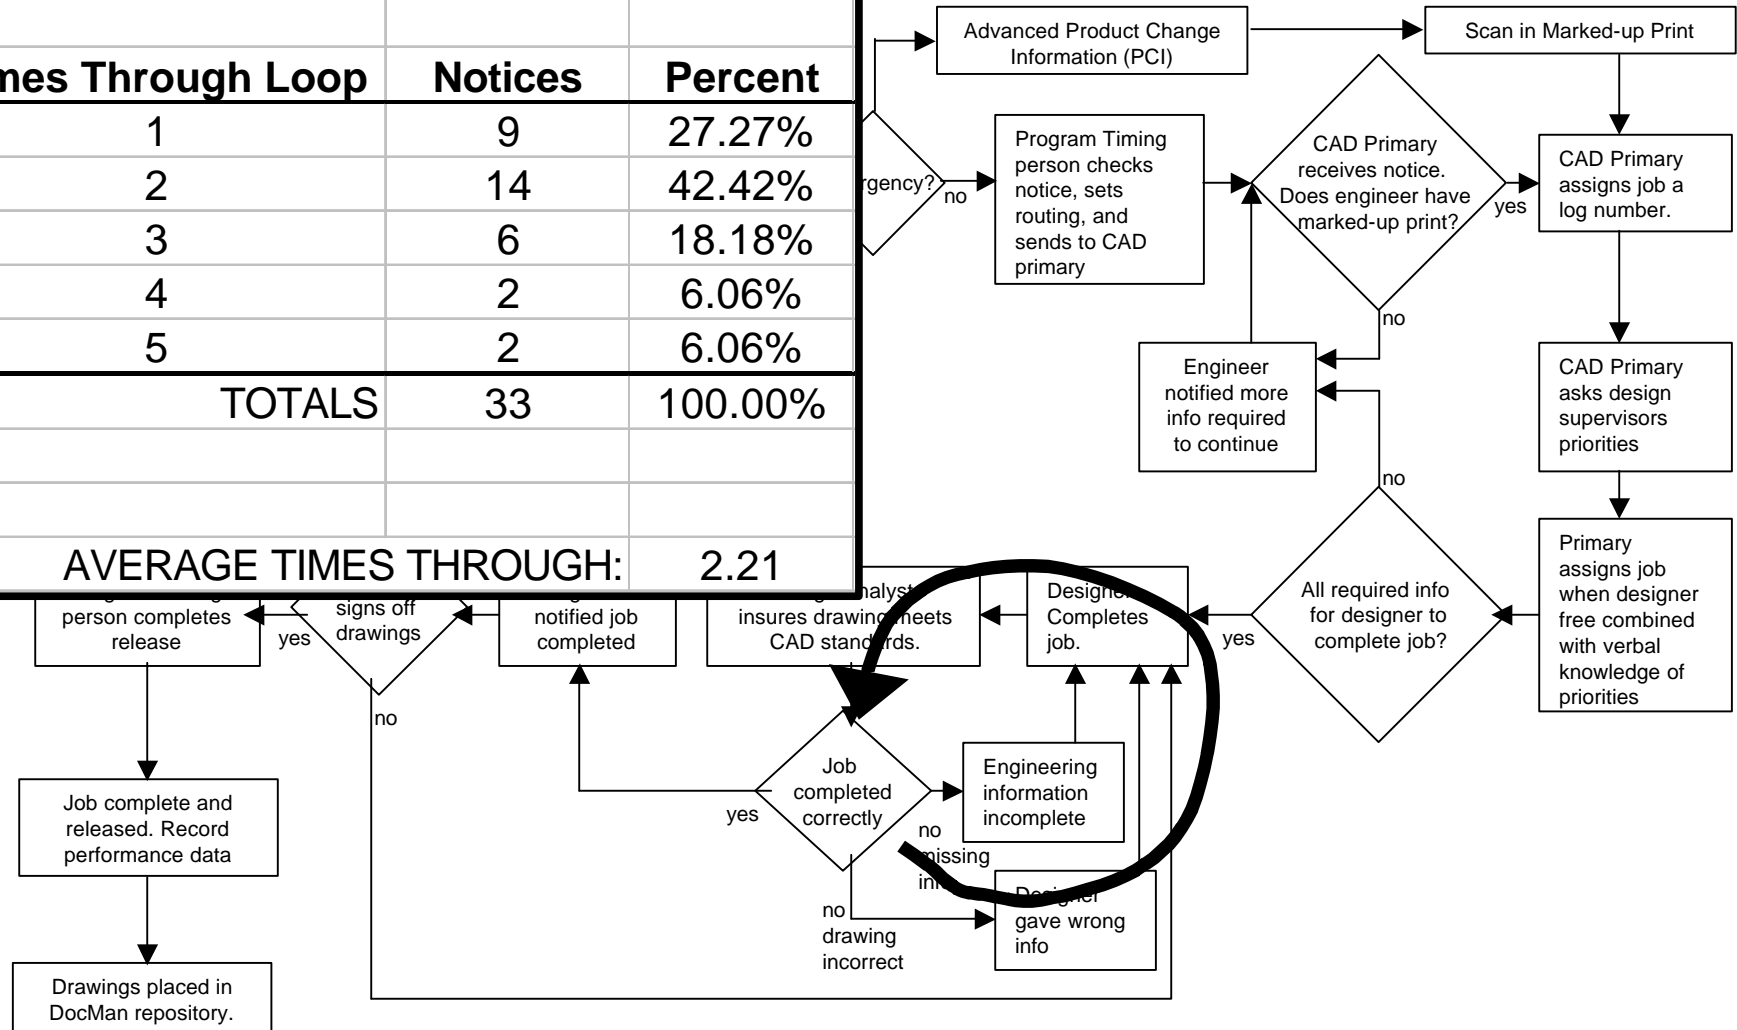 Times Through Loop Notices Percent
1 9 27.27%
2 14 42.42%
3 6 18.18%
4 2 6.06%
5 2 6.06%
TOTALS 33 100.00%
AVERAGE TIMES THROUGH: 2.21
Advanced Product Change
Information (PCI)
Scan in Marked-up Print
no
Program Timing
person checks
notice, sets
routing, and
sends to CAD
primary
CAD Primary
receives notice.
Does engineer have
marked-up print?
yes
no
CAD Primary
assigns job a
log number.
Engineer
notified more
info required
to continue
CAD Primary
asks design
supervisors
priorities
no
Primary
assigns job
when designer
free combined
with verbal
knowledge of
priorities
All required info
for designer to
complete job?
yes
Designer
Completes
job.
insures drawing meets
CAD standards.
notified job
completed
signs off
drawings
yes
no
person completes
release
Job
completed
correctly
yes
Engineering
information
incomplete
no
missing
info
no
drawing
incorrect
Designer
gave wrong
info
Job complete and
released. Record
performance data
Drawings placed in
DocMan repository.